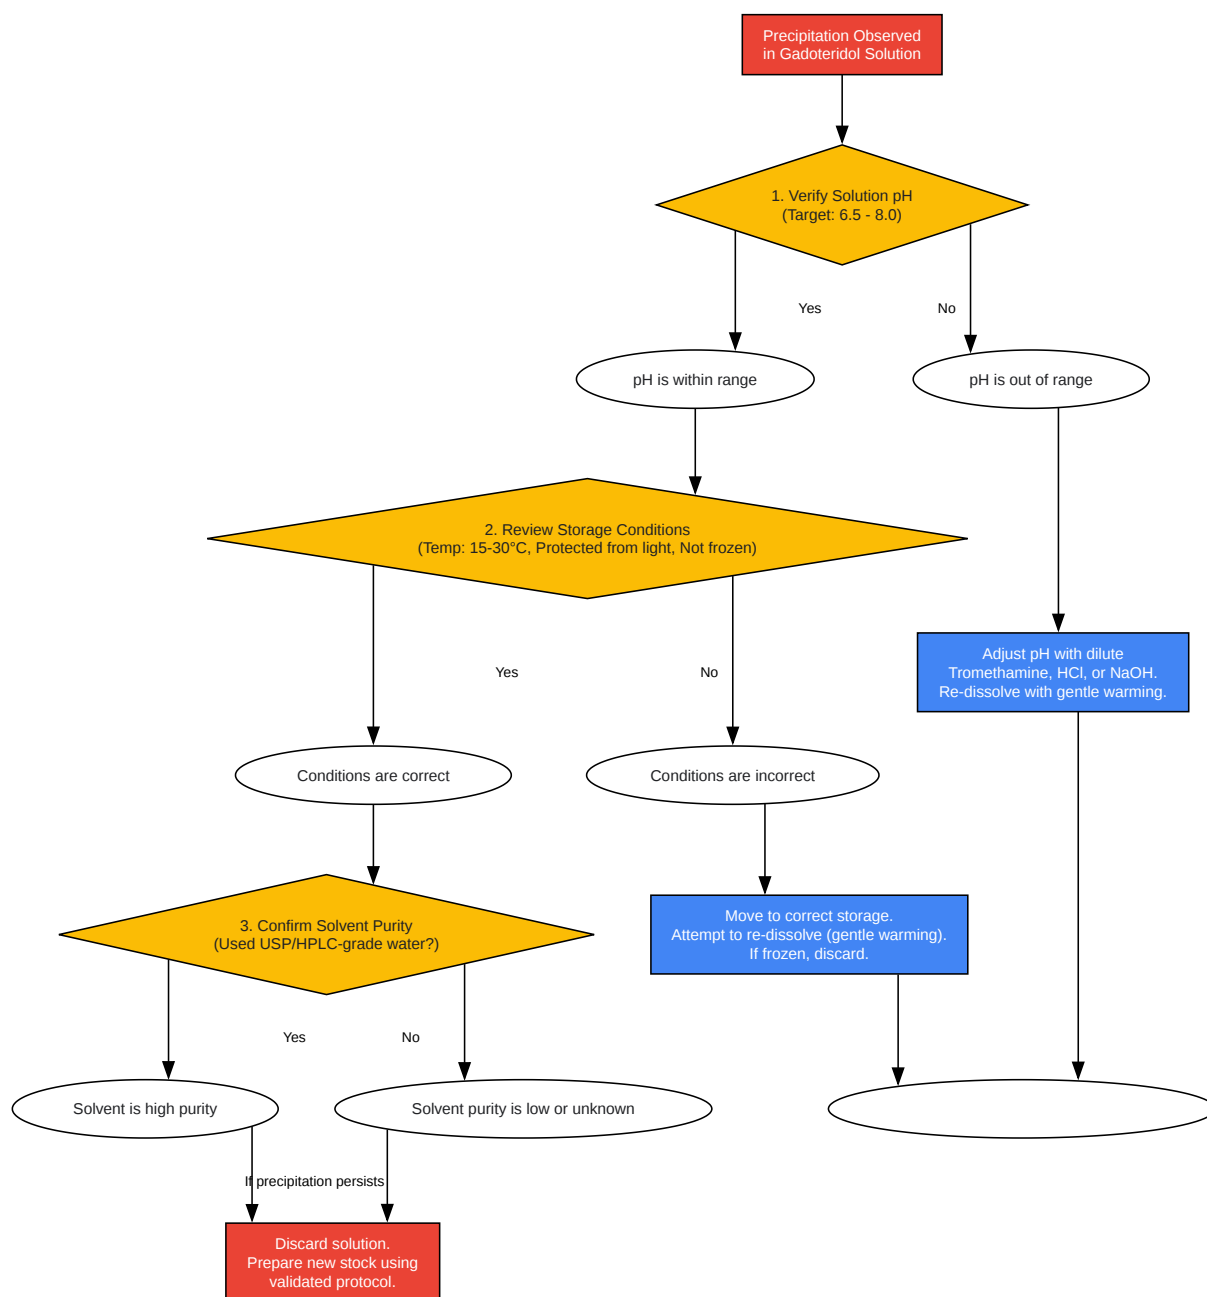 Precipitation Observed
in Gadoteridol Solution
1. Verify Solution pH
(Target: 6.5 - 8.0)
Yes
No
pH is within range
pH is out of range
2. Review Storage Conditions
(Temp: 15-30°C, Protected from light, Not frozen)
Adjust pH with dilute
Tromethamine, HCl, or NaOH.
Re-dissolve with gentle warming.
Yes
No
Conditions are correct
Conditions are incorrect
3. Confirm Solvent Purity
(Used USP/HPLC-grade water?)
Move to correct storage.
Attempt to re-dissolve (gentle warming).
If frozen, discard.
Yes
No
Solvent is high purity
Solvent purity is low or unknown
If precipitation persists
Discard solution.
Prepare new stock using
validated protocol.